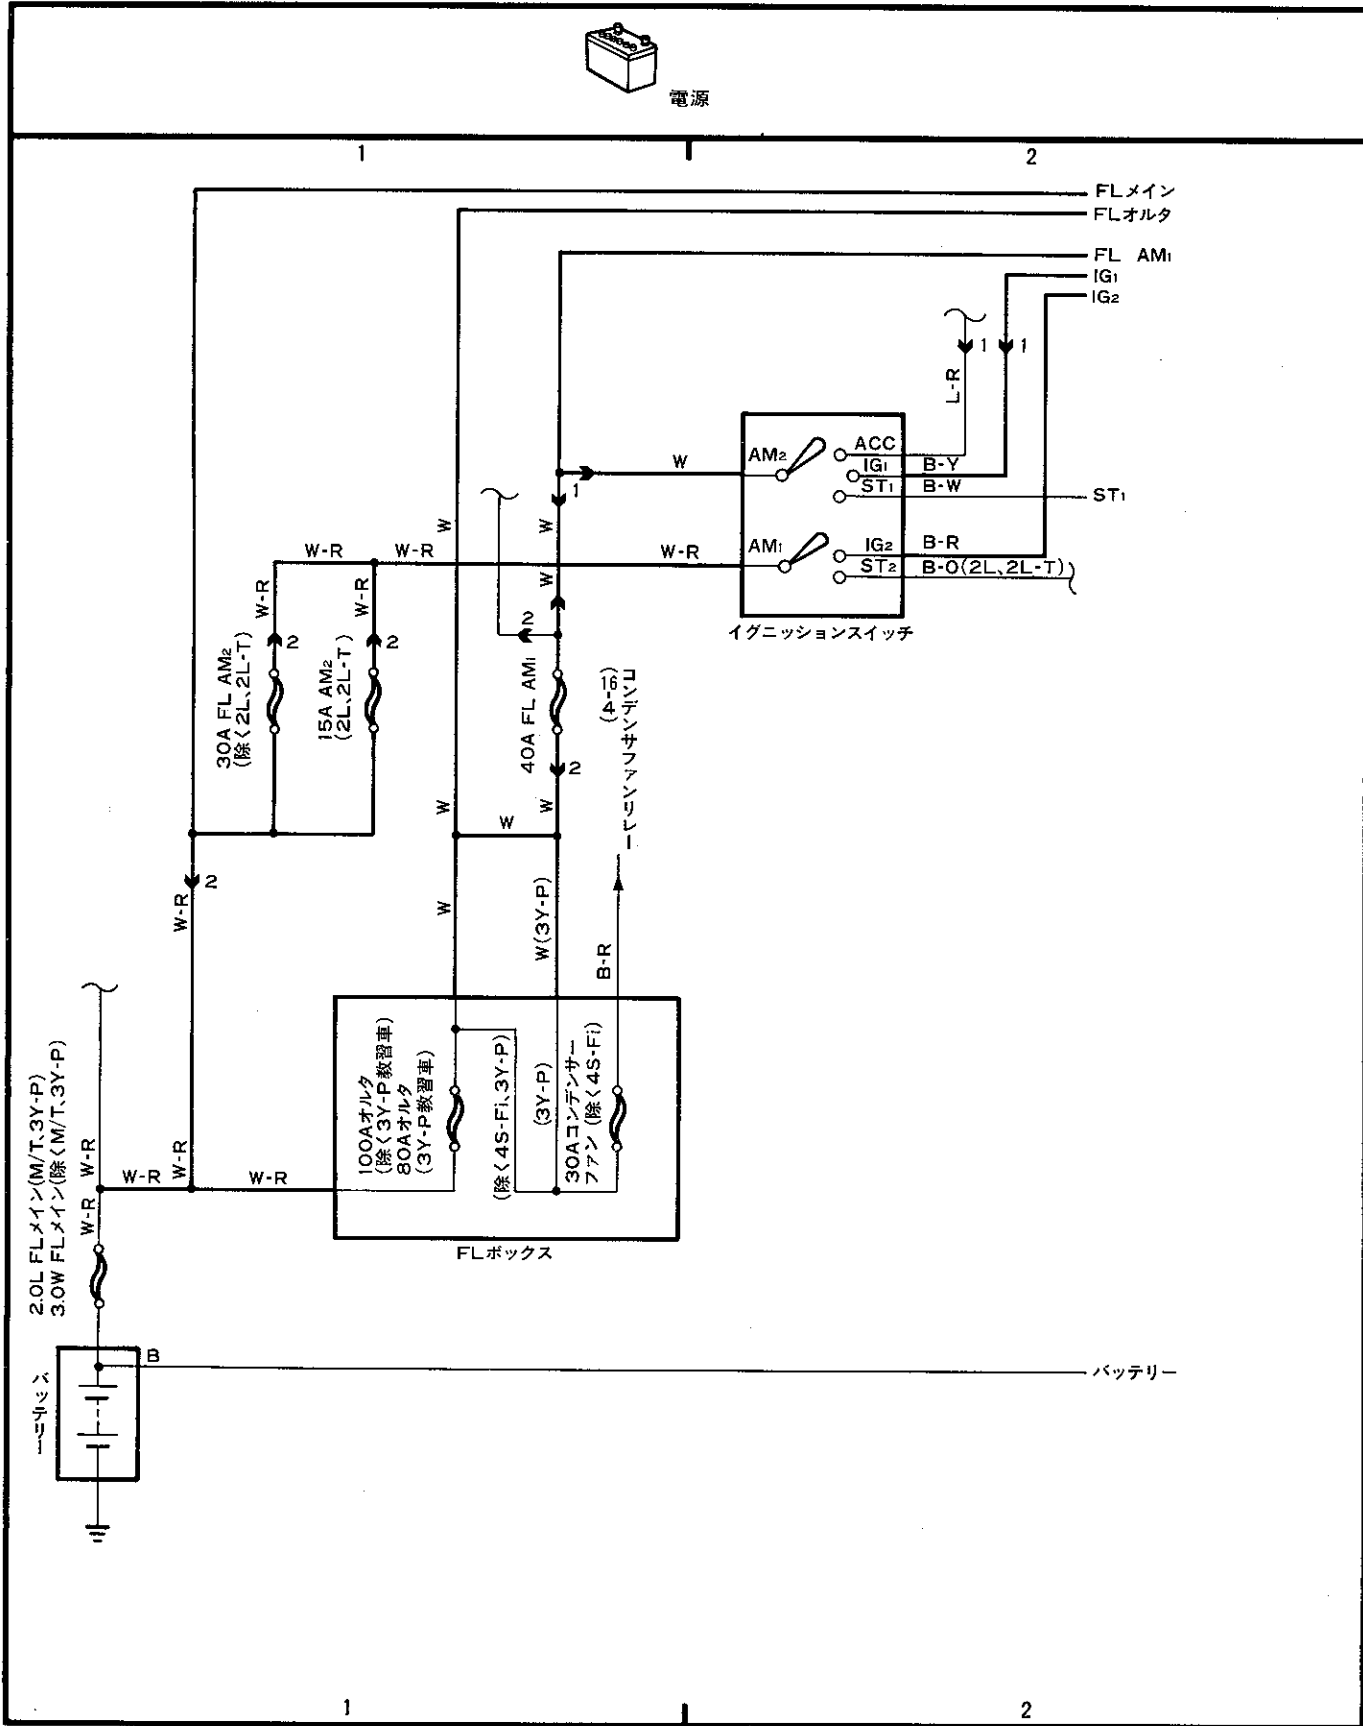 電源
1
2
FLメイン
FLオルタ
FL AM1
IG1
IG2
1
1
L-R
AM2
ACC
IG1
B-Y
ST1
B-W
ST1
W
1
W
W
AM1
IG2
B-R
ST2
B-O(2L、2L-T)
イグニッションスイッチ
W-R
W-R
W-R
W
W-R
W-R
2
2
2
30A FL AM2
(除く2L、2L-T)
15A AM2
(2L、2L-T)
40A FL AM1
2
コンデンサファンリレー
(16-4)
W
W
W
2
W-R
W
W(3Y-P)
B-R
100Aオルタ
(除く3Y-P教習車)
80Aオルタ
(3Y-P教習車)
(除く4S-Fi、3Y-P)
(3Y-P)
30Aコンデンサー
ファン(除く4S-Fi)
FLボックス
W-R
W-R
W-R
W-R
W-R
2.0L FLメイン(M/T、3Y-P)
3.0W FLメイン(除くM/T、3Y-P)
B
バッテリー
バッテリー
1
2